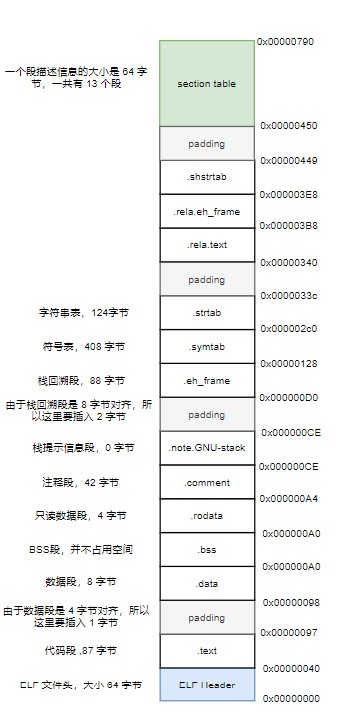 0x00000790
一个段描述信息的大小是 64 字
节，一共有 13 个段
section table
0x00000450
padding
0x00000449
.shstrtab
0x000003E8
.rela.eh_frame
0x000003B8
.rela.text
0x00000340
padding
0x0000033c
字符串表，124字节
.strtab
0x000002c0
符号表，408 字节
.symtab
0x00000128
栈回溯段，88 字节
.eh_frame
0x000000D0
由于栈回溯段是 8 字节对齐，所
以这里要插入 2 字节
padding
0x000000CE
栈提示信息段，0 字节
.note.GNU-stack
0x000000CE
注释段，42 字节
.comment
0x000000A4
只读数据段，4 字节
.rodata
0x000000A0
BSS段，并不占用空间
.bss
0x000000A0
数据段，8 字节
.data
0x00000098
由于数据段是 4 字节对齐，所以
这里要插入 1 字节
padding
0x00000097
代码段 ,87 字节
.text
0x00000040
ELF 文件头，大小 64 字节
ELF Header
0x00000000